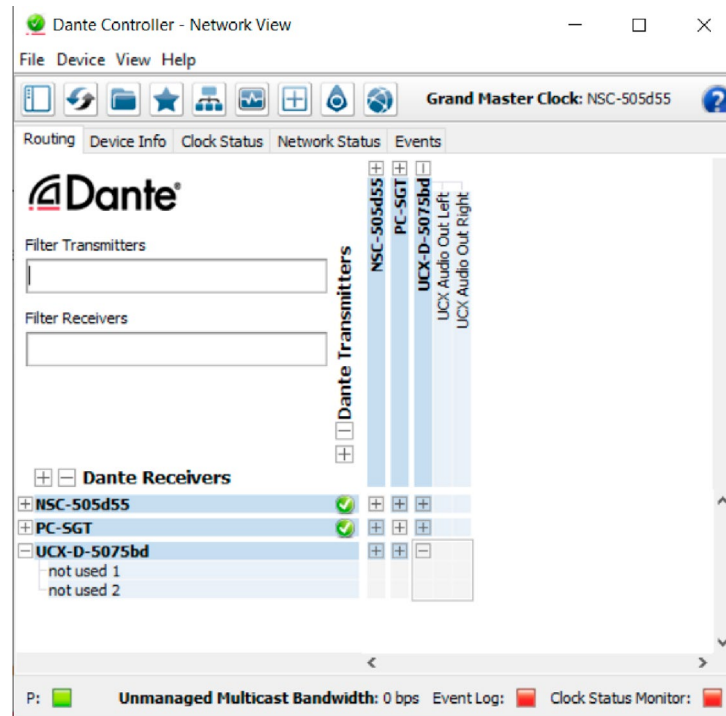 Dante Controller - Network View
File Device View Help
Grand Master Clock: NSC-505d55
Routing Device Info Clock Status Network Status Events
Dante
Filter Transmitters
Filter Receivers
Dante Transmitters
NSC-505d55
PC-SGT
UCX-D-5075bd
UCX Audio Out Left
UCX Audio Out Right
Dante Receivers
NSC-505d55
PC-SGT
UCX-D-5075bd
not used 1
not used 2
P: Unmanaged Multicast Bandwidth: 0 bps Event Log: Clock Status Monitor: